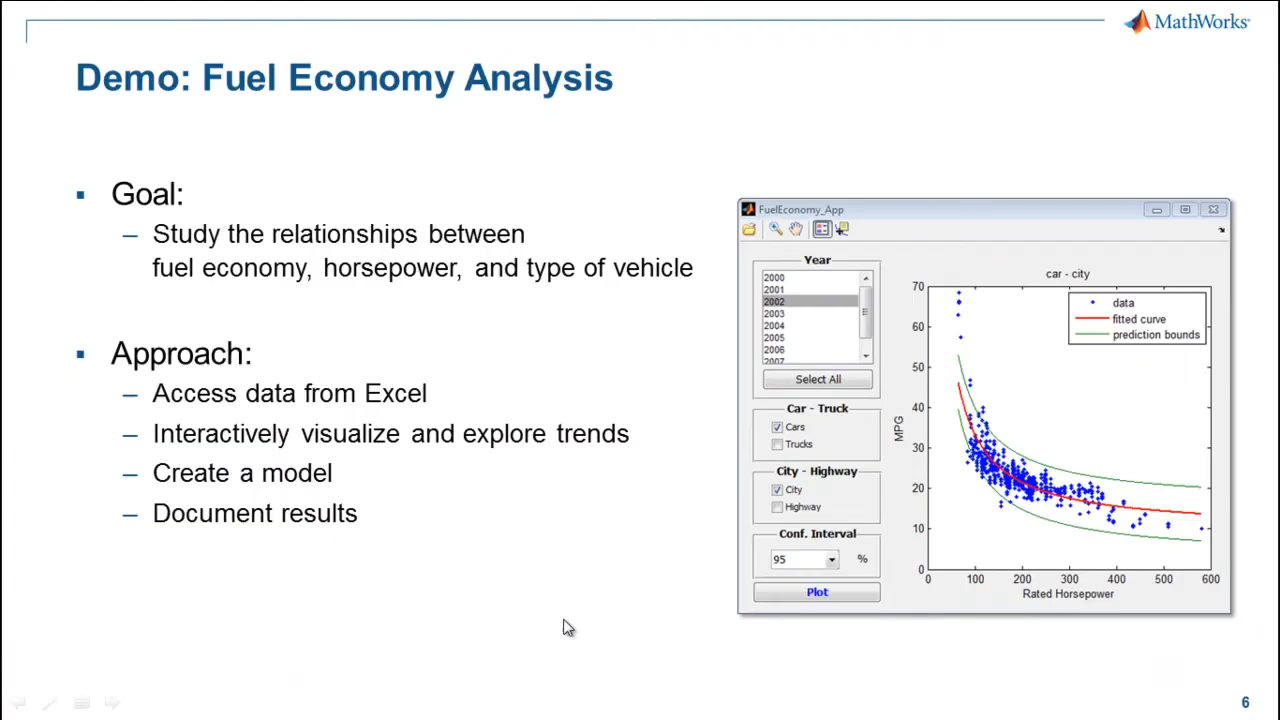 MathWorks®
Demo: Fuel Economy Analysis
▪ Goal:
– Study the relationships between
fuel economy, horsepower, and type of vehicle
▪ Approach:
– Access data from Excel
– Interactively visualize and explore trends
– Create a model
– Document results
FuelEconomy_App
Year
2000
2001
2002
2003
2004
2005
2006
2007
Select All
Car - Truck
Cars
Trucks
City - Highway
City
Highway
Conf. Interval
95 %
Plot
car - city
data
fitted curve
prediction bounds
MPG
70
60
50
40
30
20
10
0
0 100 200 300 400 500 600
Rated Horsepower
6